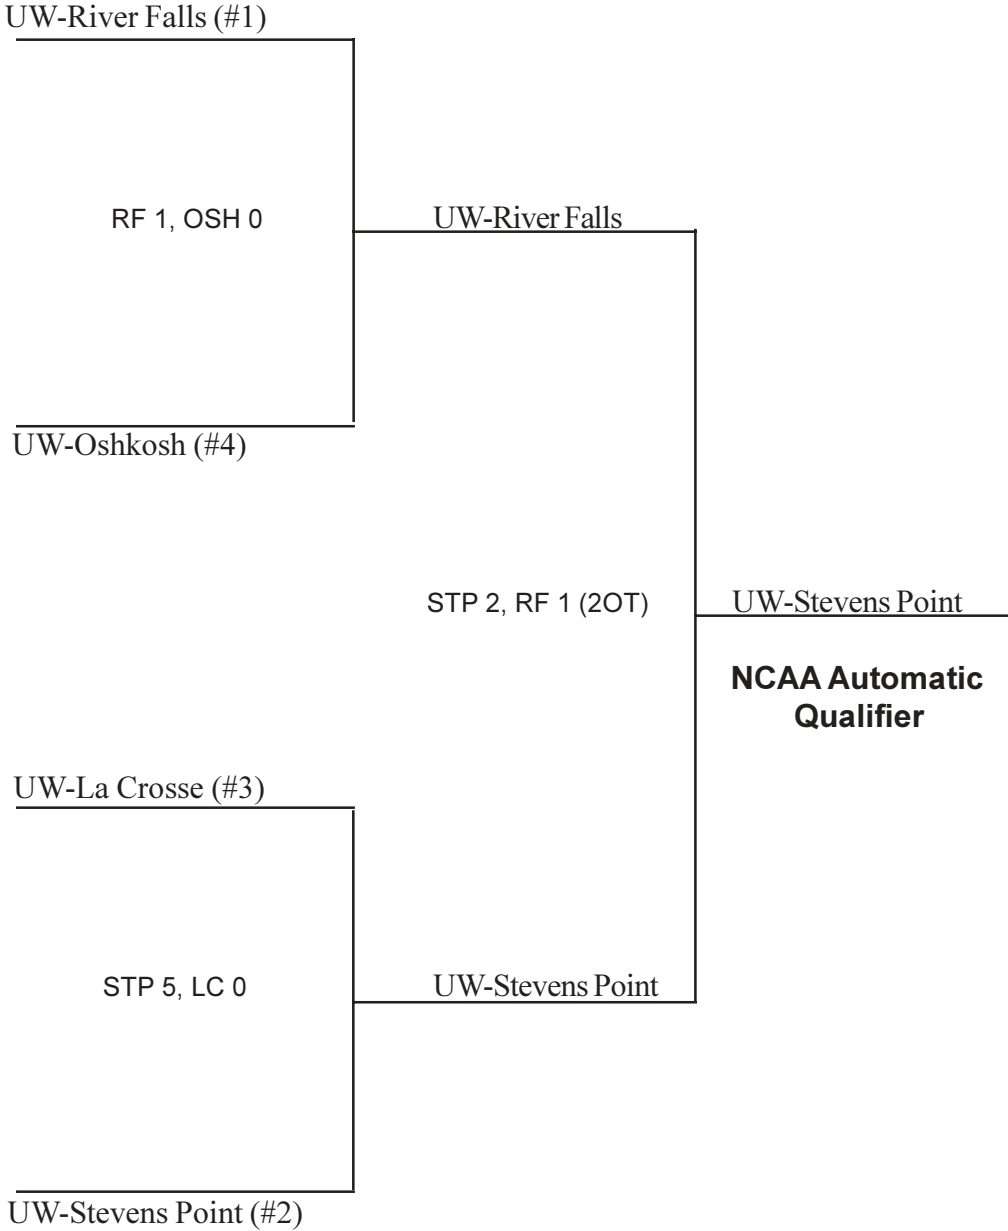 UW-River Falls (#1)
RF 1, OSH 0
UW-River Falls
UW-Oshkosh (#4)
STP 2, RF 1 (2OT)
UW-Stevens Point
NCAA Automatic
Qualifier
UW-La Crosse (#3)
STP 5, LC 0
UW-Stevens Point
UW-Stevens Point (#2)